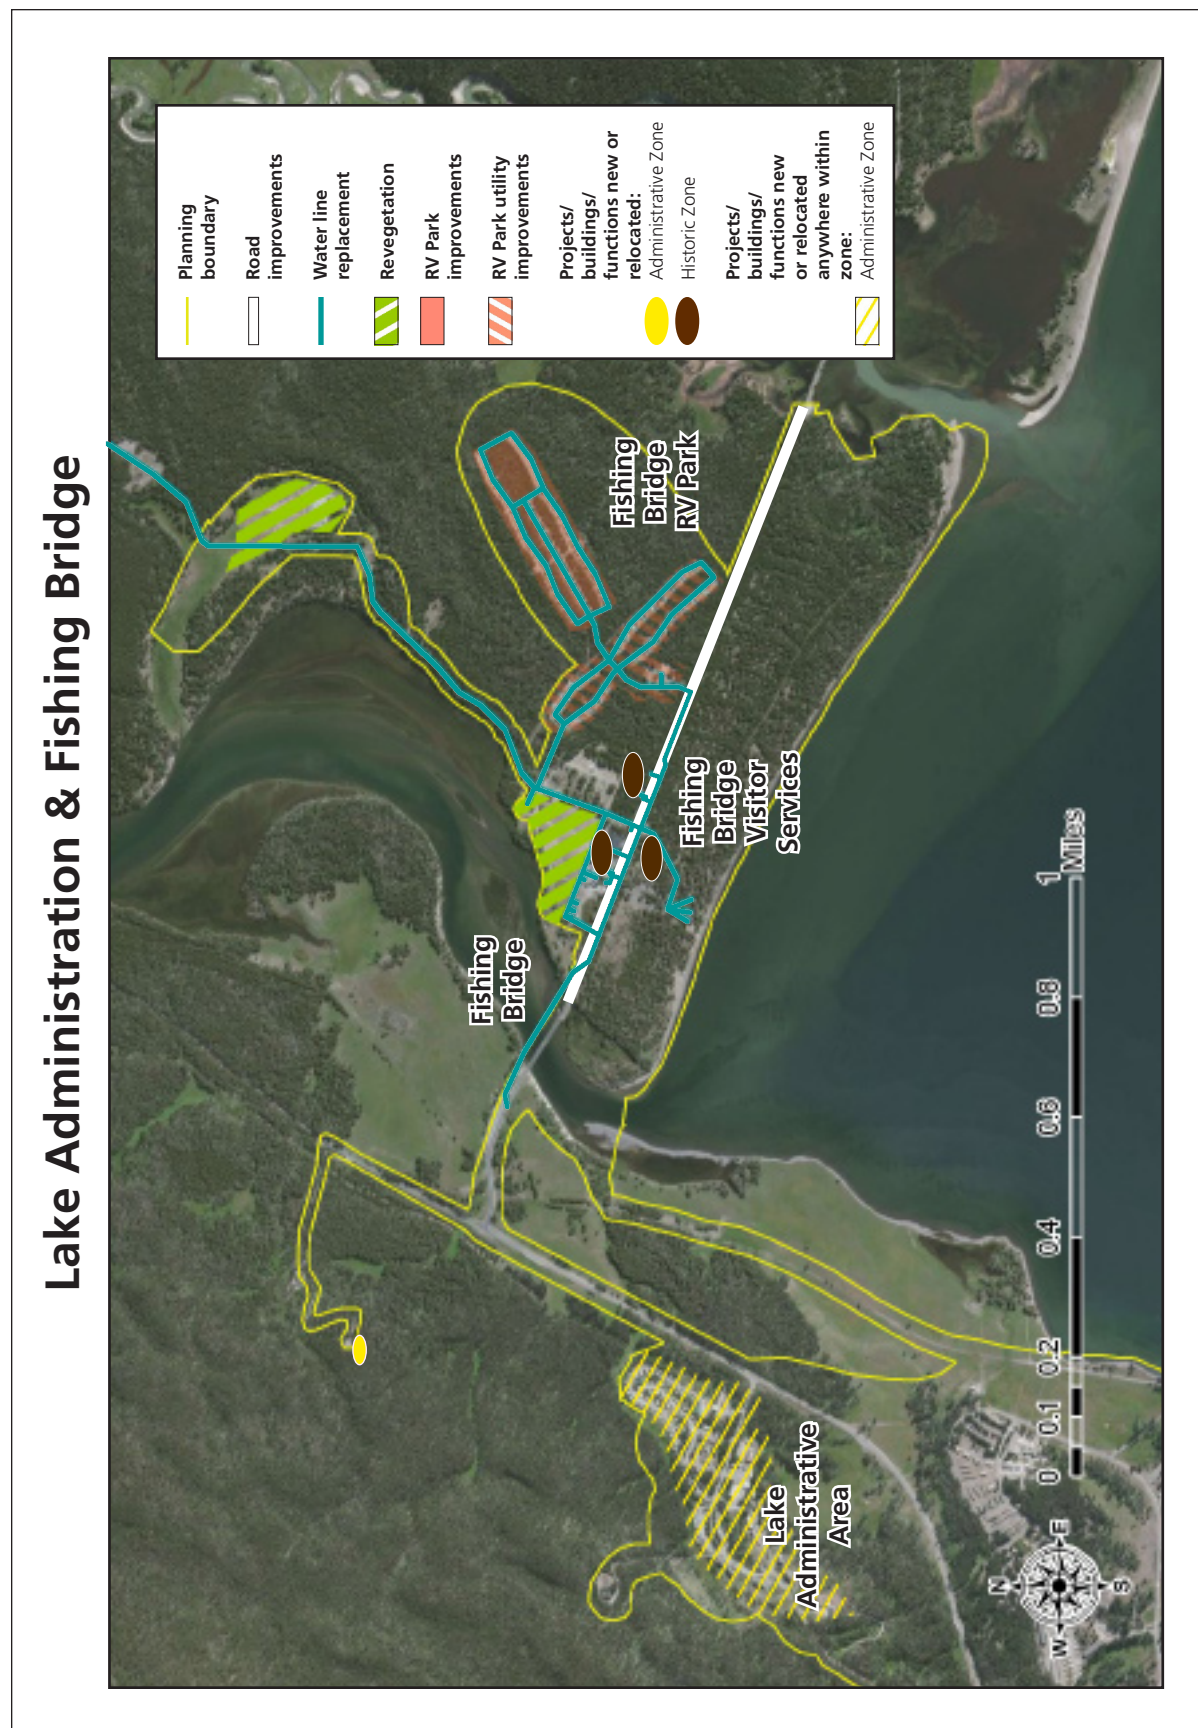 Lake Administration & Fishing Bridge
Planning
boundary
Road
improvements
Water line
replacement
Revegetation
RV Park
improvements
RV Park utility
improvements
Projects/
buildings/
functions new or
relocated:
Administrative Zone
Historic Zone
Projects/
buildings/
functions new
or relocated
anywhere within
zone:
Administrative Zone
Fishing
Bridge
RV Park
Fishing
Bridge
Fishing
Bridge
Visitor
Services
Lake
Administrative
Area
N
W
E
S
0 0.1 0.2 0.4 0.6 0.8 1
Miles